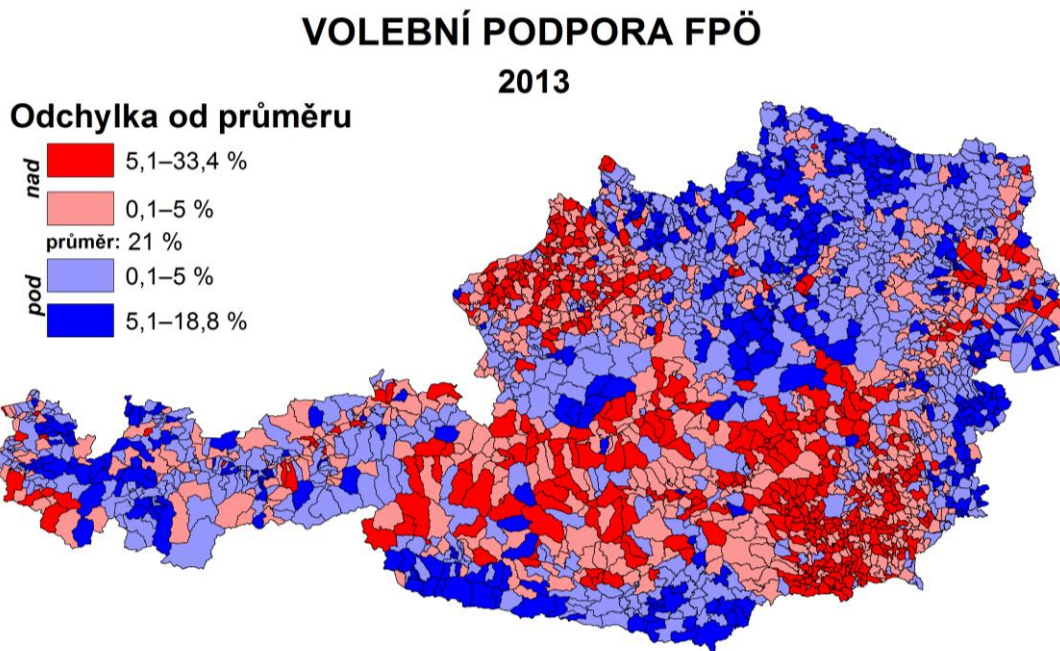 VOLEBNÍ PODPORA FPÖ
2013
Odchylka od průměru
nad
5,1–33,4 %
0,1–5 %
průměr: 21 %
pod
0,1–5 %
5,1–18,8 %